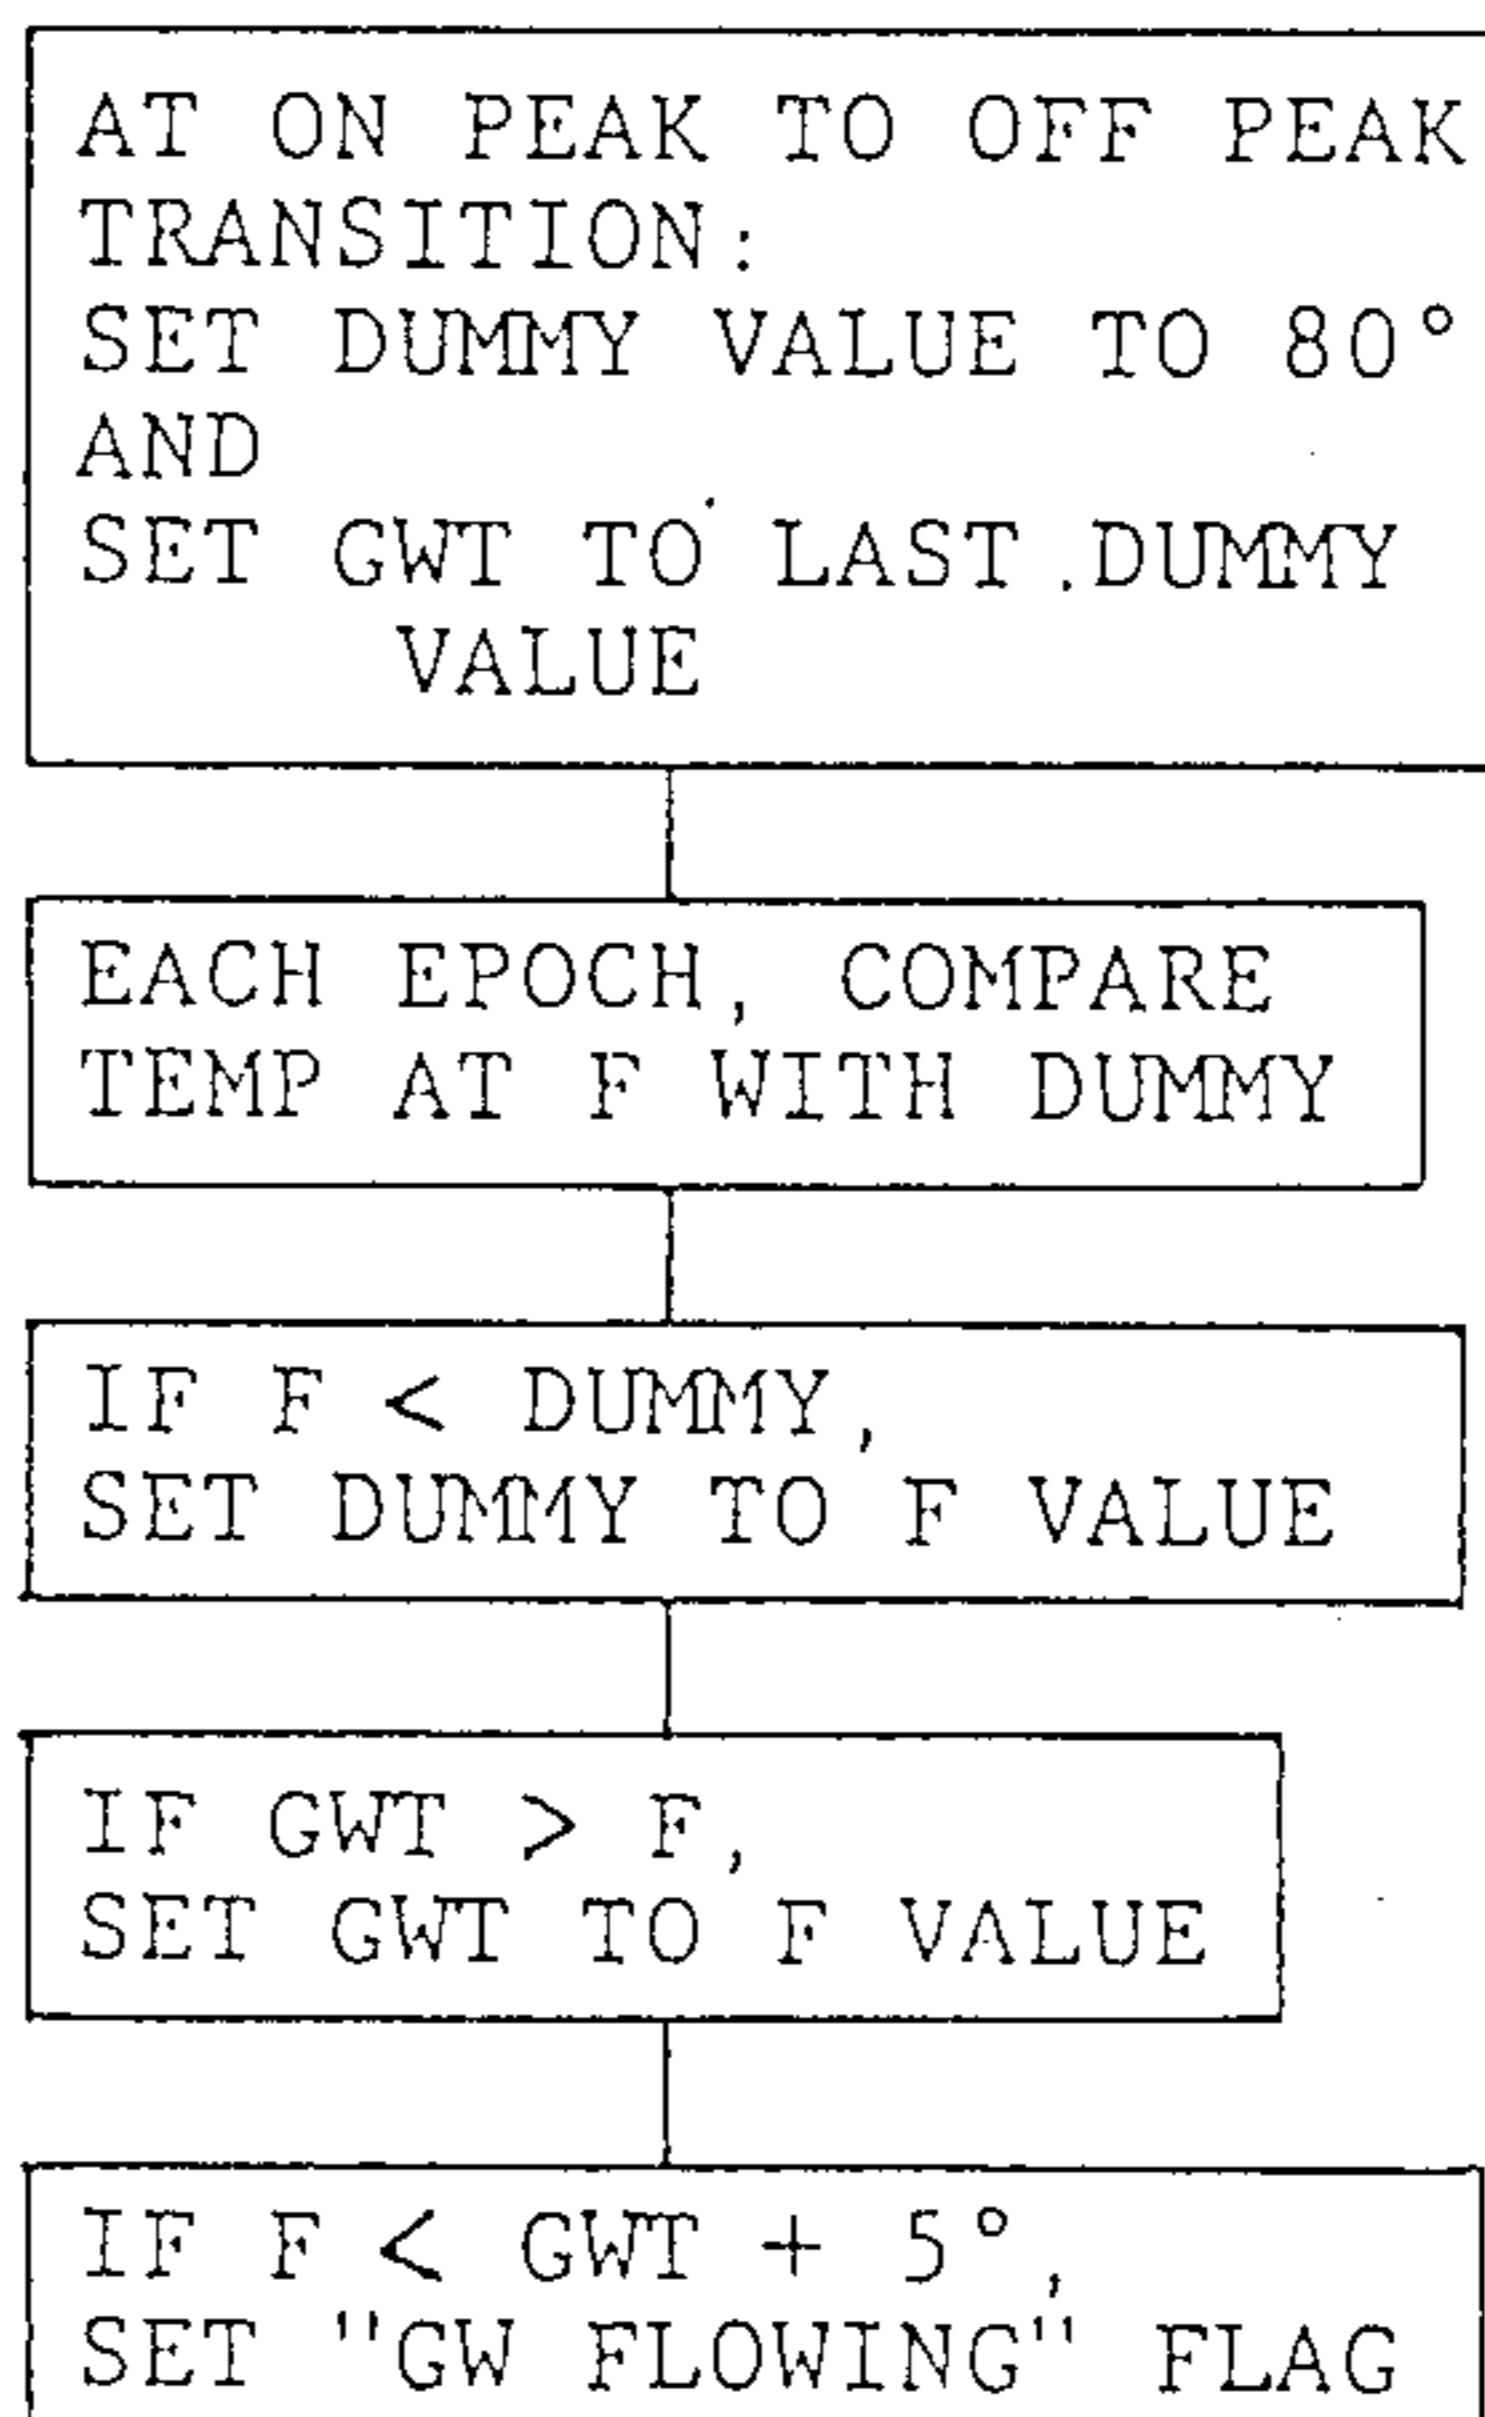 AT ON PEAK TO OFF PEAK
TRANSITION:
SET DUMMY VALUE TO 80°
AND
SET GWT TO LAST DUMMY
VALUE
EACH EPOCH, COMPARE
TEMP AT F WITH DUMMY
IF F < DUMMY,
SET DUMMY TO F VALUE
IF GWT > F,
SET GWT TO F VALUE
IF F < GWT + 5°,
SET "GW FLOWING" FLAG